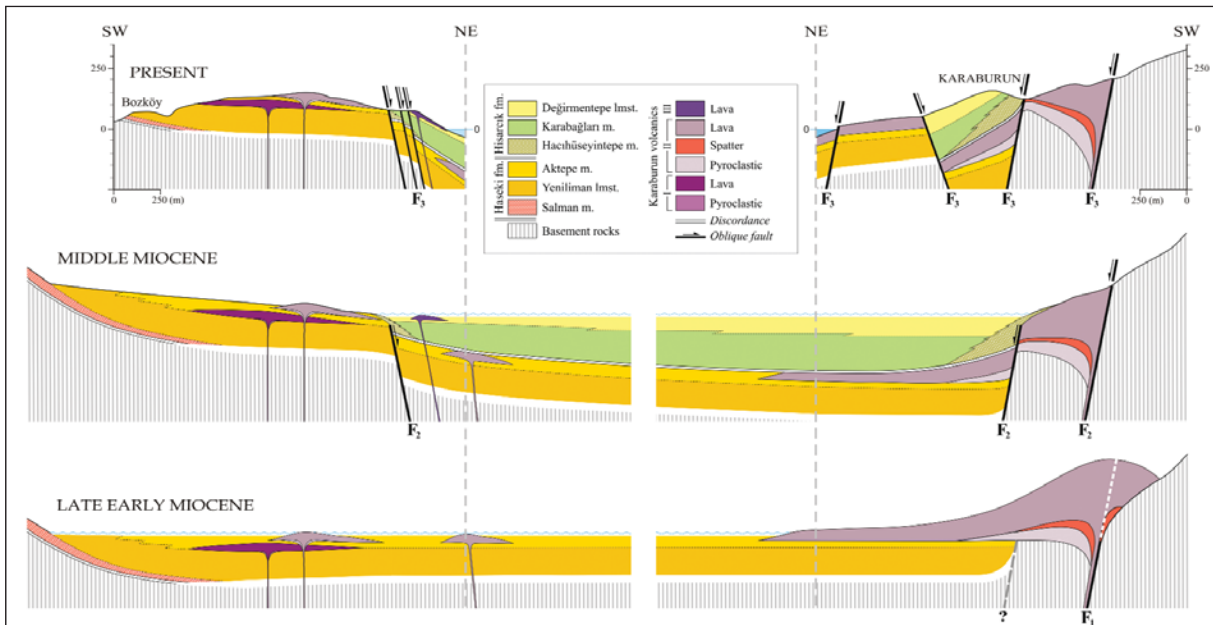 SW
NE
NE
SW
250
0
PRESENT
Bozköy
0 250 (m)
F3
0
Hisarcık fm.
Değirmentepe lmst.
Karabağları m.
Hacıhüseyintepe m.
Haseki fm.
Aktepe m.
Yeniliman lmst.
Salman m.
Basement rocks
Karaburun volcanics
III
Lava
II
Lava
Spatter
Pyroclastic
I
Lava
Pyroclastic
Discordance
Oblique fault
KARABURUN
250
0
0
F3
F3
F3
F3
250 (m) 0
MIDDLE MIOCENE
F2
F2
F2
LATE EARLY MIOCENE
?
F1